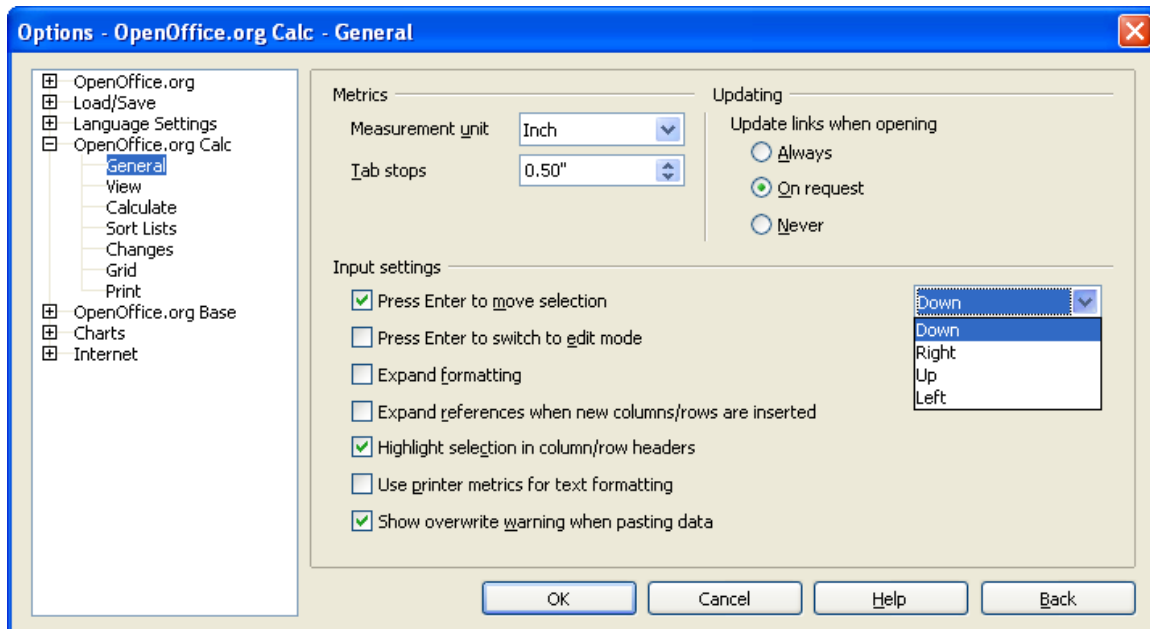 Options - OpenOffice.org Calc - General
OpenOffice.org
Load/Save
Language Settings
OpenOffice.org Calc
General
View
Calculate
Sort Lists
Changes
Grid
Print
OpenOffice.org Base
Charts
Internet
Metrics
Measurement unit
Inch
Tab stops
0.50"
Updating
Update links when opening
Always
On request
Never
Input settings
Press Enter to move selection
Down
Down
Right
Up
Left
Press Enter to switch to edit mode
Expand formatting
Expand references when new columns/rows are inserted
Highlight selection in column/row headers
Use printer metrics for text formatting
Show overwrite warning when pasting data
OK
Cancel
Help
Back